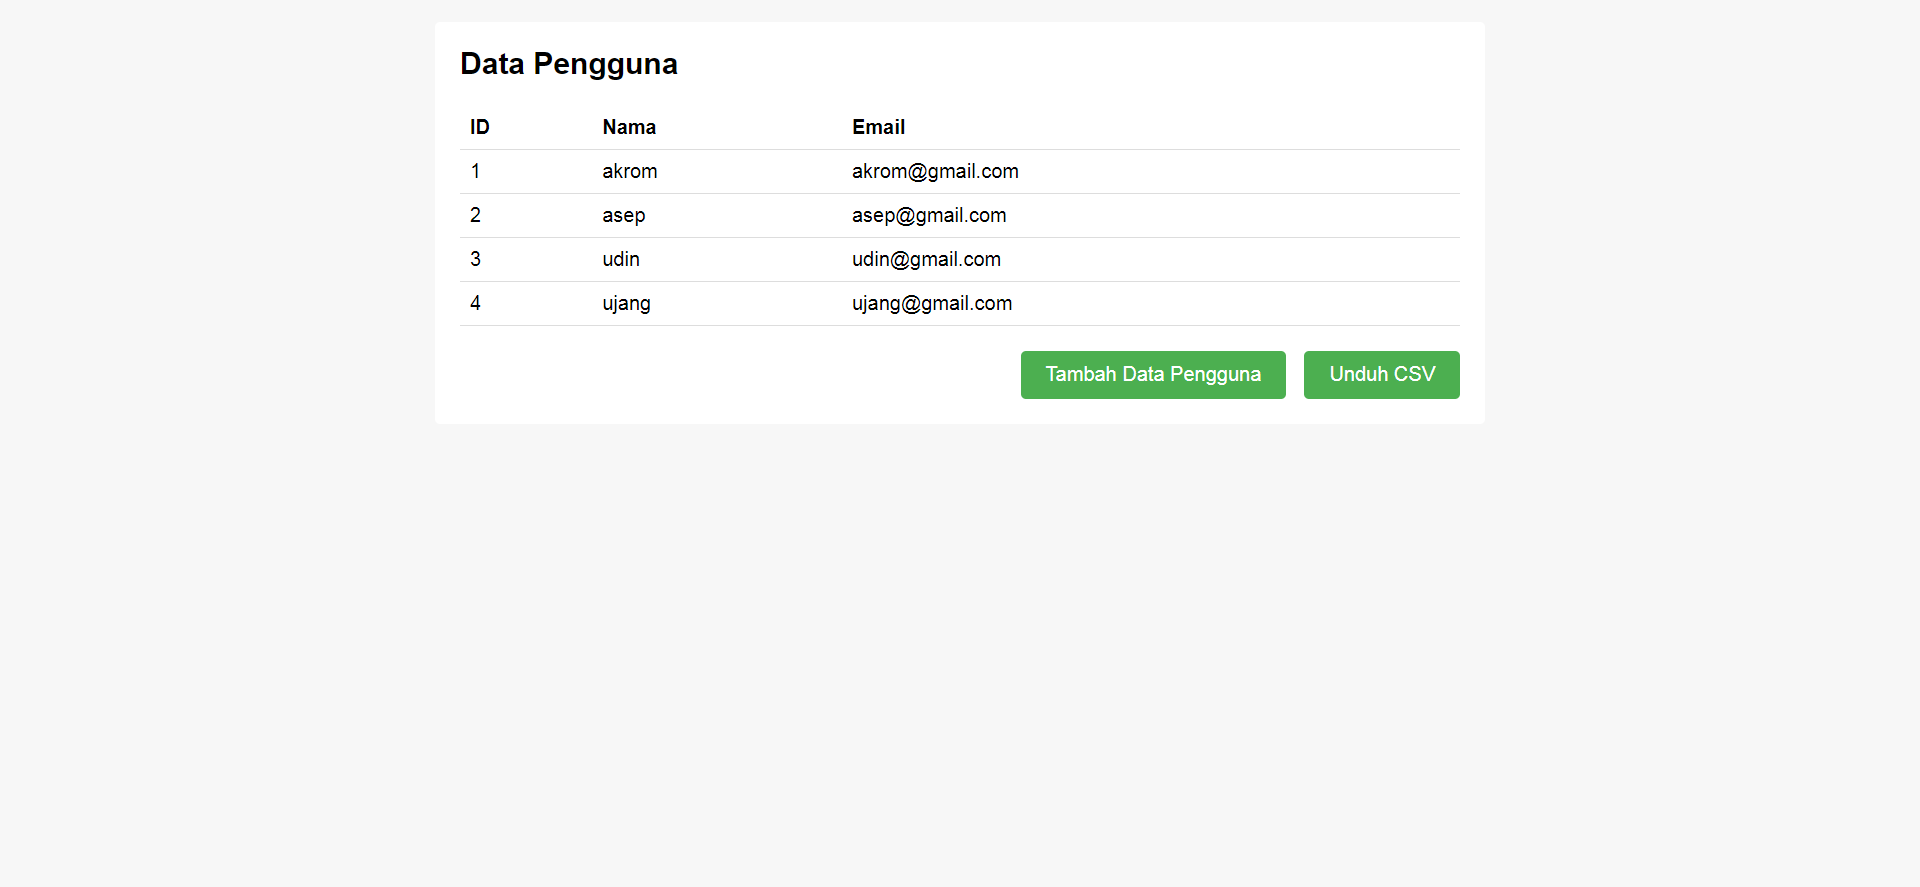 Data Pengguna
ID Nama Email
1 akrom akrom@gmail.com
2 asep asep@gmail.com
3 udin udin@gmail.com
4 ujang ujang@gmail.com
Tambah Data Pengguna Unduh CSV